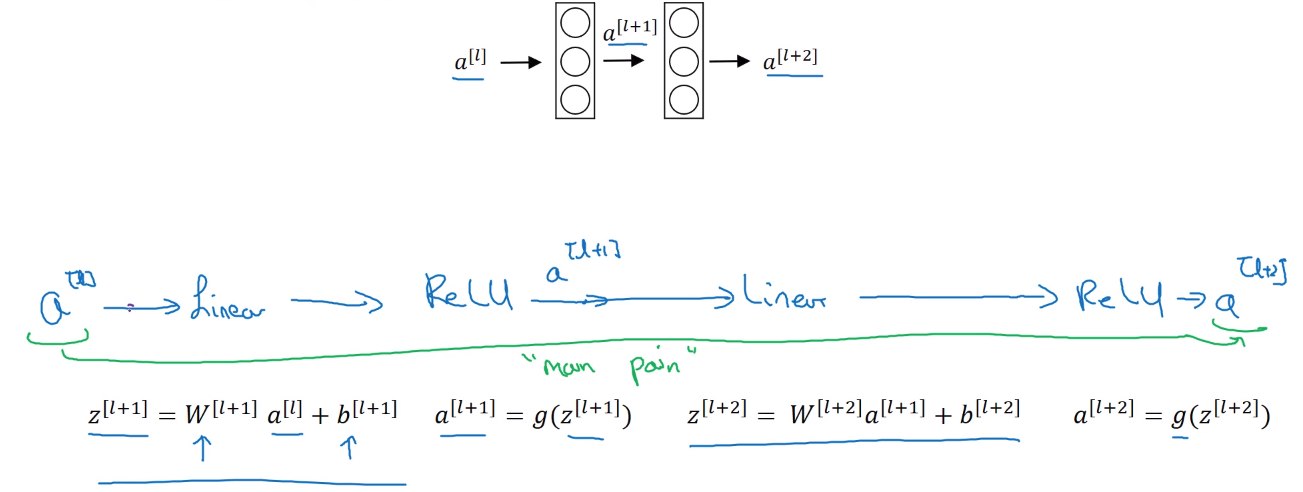 a^[l+1]
a^[l] a^[l+2]
a^[l+1] a^[l+2]
a^[l] Linear ReLU Linear ReLU
"main pain"
z^[l+1] = W^[l+1] a^[l] + b^[l+1] a^[l+1] = g(z^[l+1]) z^[l+2] = W^[l+2]a^[l+1] + b^[l+2] a^[l+2] = g(z^[l+2])